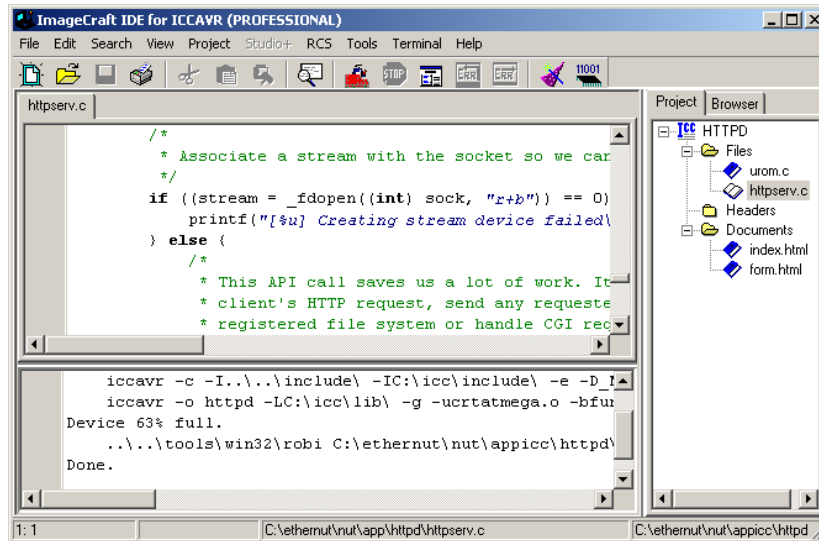 ImageCraft IDE for ICCAVR (PROFESSIONAL)
File Edit Search View Project Studio+ RCS Tools Terminal Help
STOP ERR ERR 11001
httpserv.c
/*
* Associate a stream with the socket so we can
*/
if ((stream = _fdopen((int) sock, "r+b")) == 0)
printf("[%u] Creating stream device failed\
} else {
/*
* This API call saves us a lot of work. It
* client's HTTP request, send any requeste
* registered file system or handle CGI req
Project Browser
ICC HTTPD
Files
urom.c
httpserv.c
Headers
Documents
index.html
form.html
iccavr -c -I..\..\include\ -IC:\icc\include\ -e -D_
iccavr -o httpd -LC:\icc\lib\ -g -ucrtatmega.o -bfu
Device 63% full.
..\..\tools\win32\robi C:\ethernut\nut\appicc\httpd\
Done.
1: 1 C:\ethernut\nut\app\httpd\httpserv.c C:\ethernut\nut\appicc\httpd